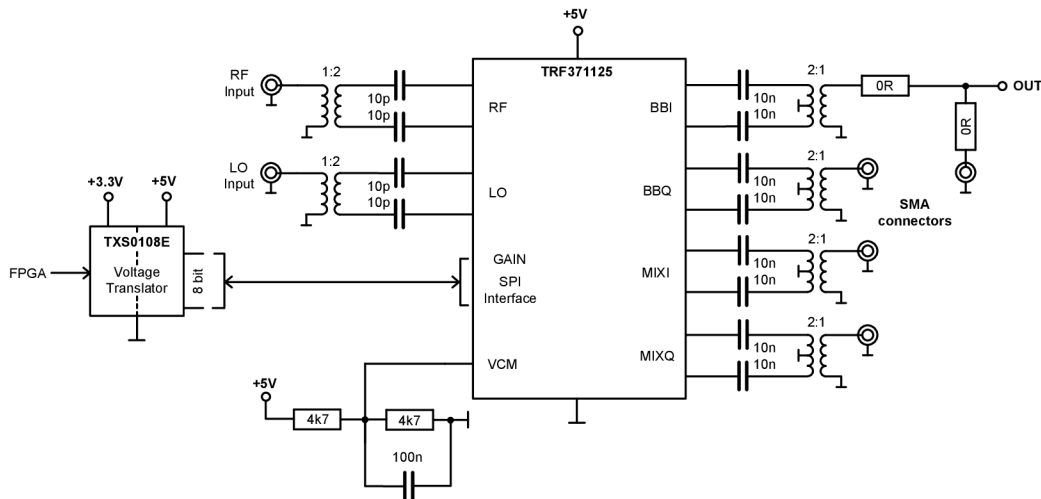 +5V
TRF371125
RF
Input
1:2
10p
10p
RF
LO
Input
1:2
10p
10p
LO
+3.3V
+5V
TXS0108E
FPGA
Voltage
Translator
8 bit
GAIN
SPI
Interface
VCM
+5V
4k7
4k7
100n
BBI
10n
10n
2:1
0R
OUT
0R
BBQ
10n
10n
2:1
SMA
connectors
MIXI
10n
10n
2:1
MIXQ
10n
10n
2:1